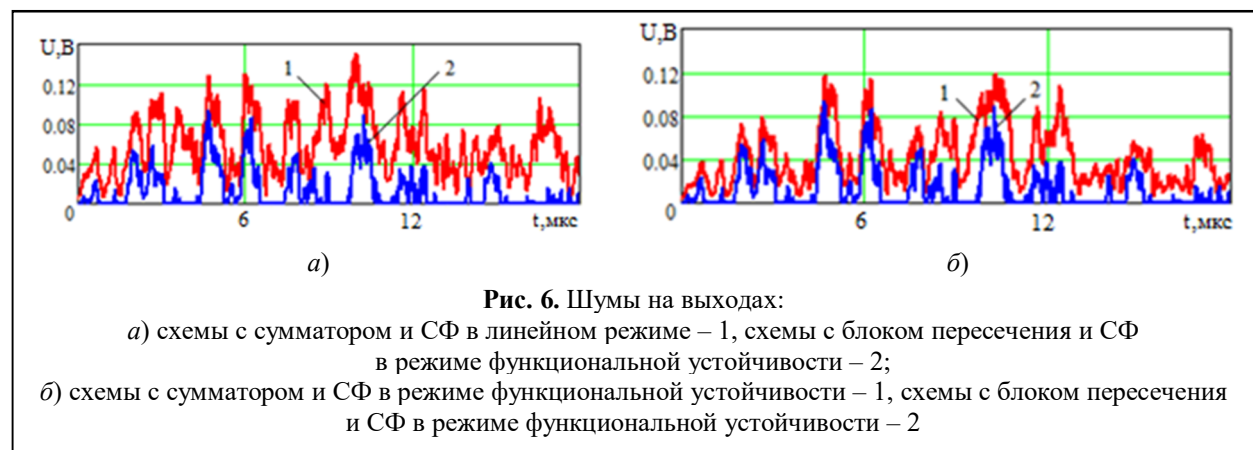 U,В
0.12
0.08
0.04
0
6
12
t,мкс
1
2
а)
U,В
0.12
0.08
0.04
0
6
12
t,мкс
1
2
б)
Рис. 6. Шумы на выходах:
а) схемы с сумматором и СФ в линейном режиме – 1, схемы с блоком пересечения и СФ
в режиме функциональной устойчивости – 2;
б) схемы с сумматором и СФ в режиме функциональной устойчивости – 1, схемы с блоком пересечения
и СФ в режиме функциональной устойчивости – 2